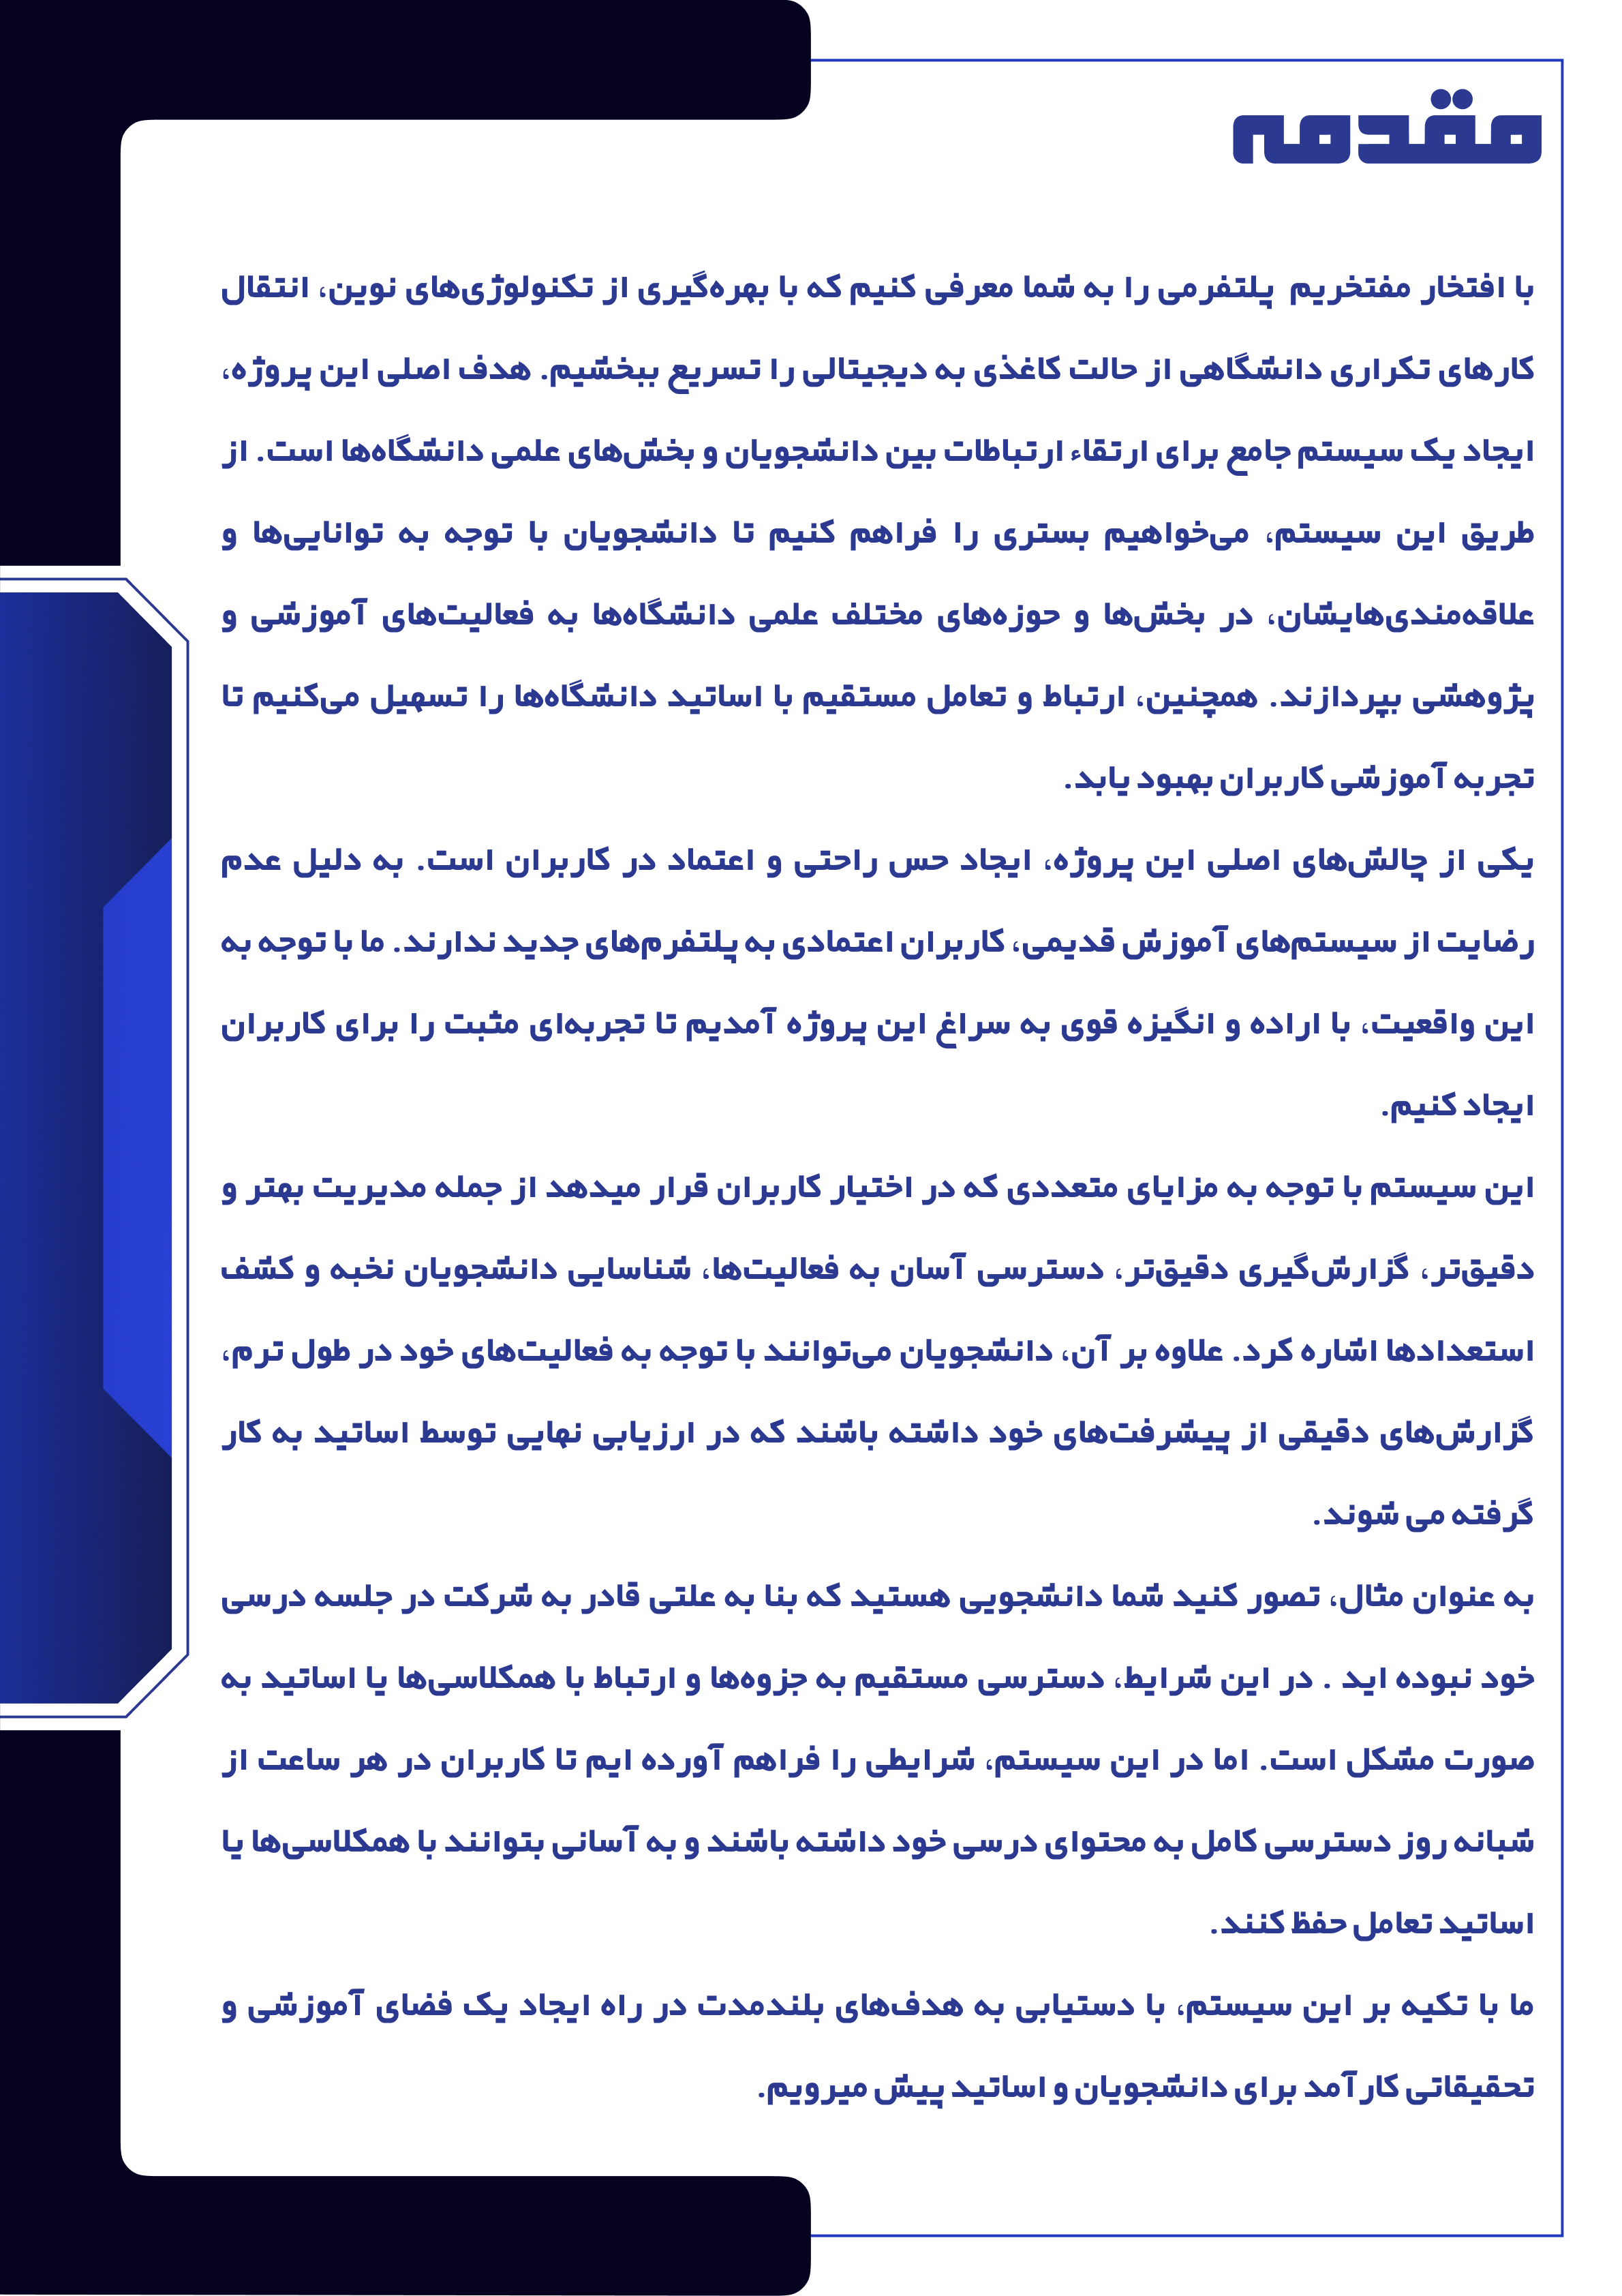 مقدمه
با افتخار مفتخریم پلتفرمی را به شما معرفی کنیم که با بهره‌گیری از تکنولوژی‌های نوین، انتقال
کارهای تکراری دانشگاهی از حالت کاغذی به دیجیتالی را تسریع ببخشیم. هدف اصلی این پروژه،
ایجاد یک سیستم جامع برای ارتقاء ارتباطات بین دانشجویان و بخش‌های علمی دانشگاه‌ها است. از
طریق این سیستم، می‌خواهیم بستری را فراهم کنیم تا دانشجویان با توجه به توانایی‌ها و
علاقه‌مندی‌هایشان، در بخش‌ها و حوزه‌های مختلف علمی دانشگاه‌ها به فعالیت‌های آموزشی و
پژوهشی بپردازند. همچنین، ارتباط و تعامل مستقیم با اساتید دانشگاه‌ها را تسهیل می‌کنیم تا
تجربه آموزشی کاربران بهبود یابد.
یکی از چالش‌های اصلی این پروژه، ایجاد حس راحتی و اعتماد در کاربران است. به دلیل عدم
رضایت از سیستم‌های آموزش قدیمی، کاربران اعتمادی به پلتفرم‌های جدید ندارند. ما با توجه به
این واقعیت، با اراده و انگیزه قوی به سراغ این پروژه آمدیم تا تجربه‌ای مثبت را برای کاربران
ایجاد کنیم.
این سیستم با توجه به مزایای متعددی که در اختیار کاربران قرار میدهد از جمله مدیریت بهتر و
دقیق‌تر، گزارش‌گیری دقیق‌تر، دسترسی آسان به فعالیت‌ها، شناسایی دانشجویان نخبه و کشف
استعدادها اشاره کرد. علاوه بر آن، دانشجویان می‌توانند با توجه به فعالیت‌های خود در طول ترم،
گزارش‌های دقیقی از پیشرفت‌های خود داشته باشند که در ارزیابی نهایی توسط اساتید به کار
گرفته می شوند.
به عنوان مثال، تصور کنید شما دانشجویی هستید که بنا به علتی قادر به شرکت در جلسه درسی
خود نبوده اید . در این شرایط، دسترسی مستقیم به جزوه‌ها و ارتباط با همکلاسی‌ها یا اساتید به
صورت مشکل است. اما در این سیستم، شرایطی را فراهم آورده ایم تا کاربران در هر ساعت از
شبانه روز دسترسی کامل به محتوای درسی خود داشته باشند و به آسانی بتوانند با همکلاسی‌ها یا
اساتید تعامل حفظ کنند.
ما با تکیه بر این سیستم، با دستیابی به هدف‌های بلندمدت در راه ایجاد یک فضای آموزشی و
تحقیقاتی کارآمد برای دانشجویان و اساتید پیش میرویم.